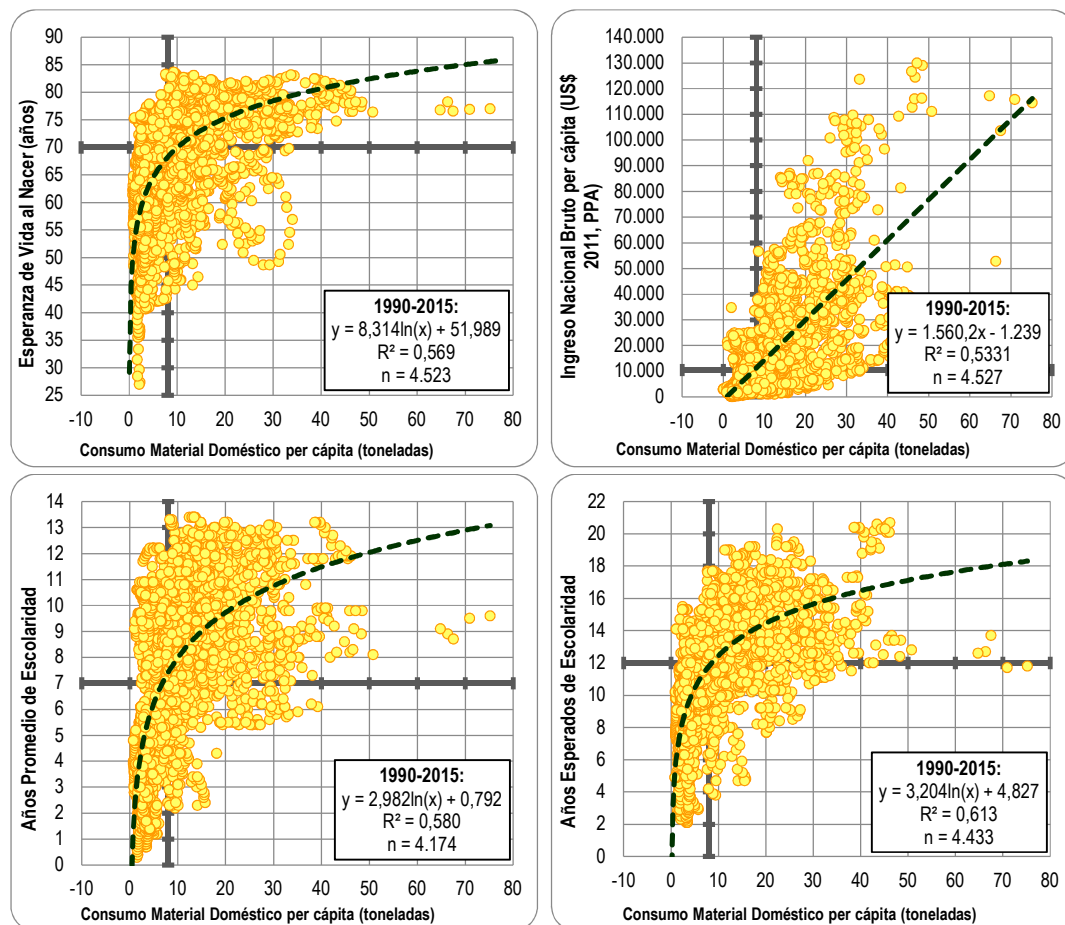 Esperanza de Vida al Nacer (años)
90
85
80
75
70
65
60
55
50
45
40
35
30
25
-10 0 10 20 30 40 50 60 70 80
Consumo Material Doméstico per cápita (toneladas)
1990-2015:
y = 8,314ln(x) + 51,989
R² = 0,569
n = 4.523
Ingreso Nacional Bruto per cápita (US$
2011, PPA)
140.000
130.000
120.000
110.000
100.000
90.000
80.000
70.000
60.000
50.000
40.000
30.000
20.000
10.000
0
-10 0 10 20 30 40 50 60 70 80
Consumo Material Doméstico per cápita (toneladas)
1990-2015:
y = 1.560,2x - 1.239
R² = 0,5331
n = 4.527
Años Promedio de Escolaridad
14
13
12
11
10
9
8
7
6
5
4
3
2
1
0
-10 0 10 20 30 40 50 60 70 80
Consumo Material Doméstico per cápita (toneladas)
1990-2015:
y = 2,982ln(x) + 0,792
R² = 0,580
n = 4.174
Años Esperados de Escolaridad
22
20
18
16
14
12
10
8
6
4
2
0
-10 0 10 20 30 40 50 60 70 80
Consumo Material Doméstico per cápita (toneladas)
1990-2015:
y = 3,204ln(x) + 4,827
R² = 0,613
n = 4.433